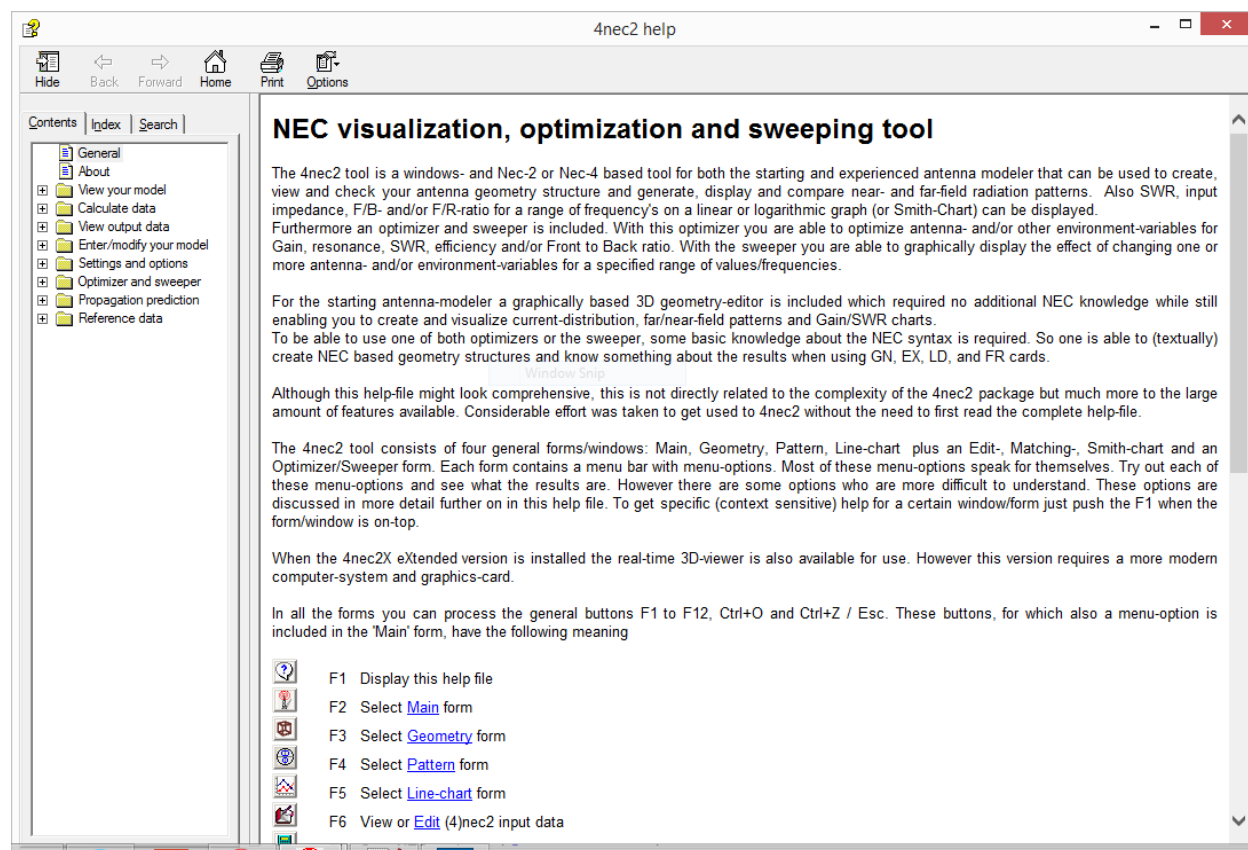 4nec2 help
Hide Back Forward Home Print Options
Contents Index Search
General
About
View your model
Calculate data
View output data
Enter/modify your model
Settings and options
Optimizer and sweeper
Propagation prediction
Reference data
NEC visualization, optimization and sweeping tool
The 4nec2 tool is a windows- and Nec-2 or Nec-4 based tool for both the starting and experienced antenna modeler that can be used to create,
view and check your antenna geometry structure and generate, display and compare near- and far-field radiation patterns. Also SWR, input
impedance, F/B- and/or F/R-ratio for a range of frequency's on a linear or logarithmic graph (or Smith-Chart) can be displayed.
Furthermore an optimizer and sweeper is included. With this optimizer you are able to optimize antenna- and/or other environment-variables for
Gain, resonance, SWR, efficiency and/or Front to Back ratio. With the sweeper you are able to graphically display the effect of changing one or
more antenna- and/or environment-variables for a specified range of values/frequencies.
For the starting antenna-modeler a graphically based 3D geometry-editor is included which required no additional NEC knowledge while still
enabling you to create and visualize current-distribution, far/near-field patterns and Gain/SWR charts.
To be able to use one of both optimizers or the sweeper, some basic knowledge about the NEC syntax is required. So one is able to (textually)
create NEC based geometry structures and know something about the results when using GN, EX, LD, and FR cards.
Window Snip
Although this help-file might look comprehensive, this is not directly related to the complexity of the 4nec2 package but much more to the large
amount of features available. Considerable effort was taken to get used to 4nec2 without the need to first read the complete help-file.
The 4nec2 tool consists of four general forms/windows: Main, Geometry, Pattern, Line-chart plus an Edit-, Matching-, Smith-chart and an
Optimizer/Sweeper form. Each form contains a menu bar with menu-options. Most of these menu-options speak for themselves. Try out each of
these menu-options and see what the results are. However there are some options who are more difficult to understand. These options are
discussed in more detail further on in this help file. To get specific (context sensitive) help for a certain window/form just push the F1 when the
form/window is on-top.
When the 4nec2X eXtended version is installed the real-time 3D-viewer is also available for use. However this version requires a more modern
computer-system and graphics-card.
In all the forms you can process the general buttons F1 to F12, Ctrl+O and Ctrl+Z / Esc. These buttons, for which also a menu-option is
included in the 'Main' form, have the following meaning
F1 Display this help file
F2 Select Main form
F3 Select Geometry form
F4 Select Pattern form
F5 Select Line-chart form
F6 View or Edit (4)nec2 input data